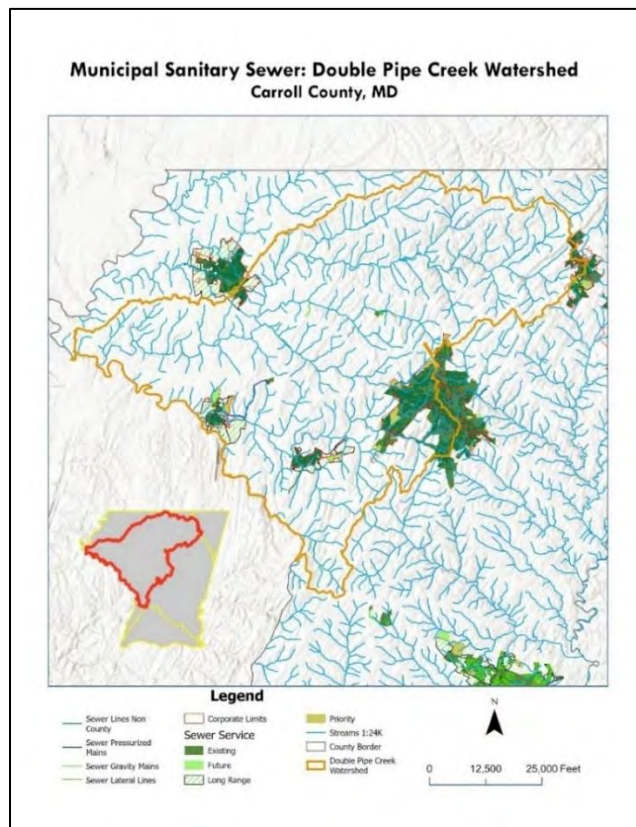 Municipal Sanitary Sewer: Double Pipe Creek Watershed
Carroll County, MD
Legend
Sewer Lines Non
County
Sewer Pressurized
Mains
Sewer Gravity Mains
Sewer Lateral Lines
Corporate Limits
Sewer Service
Existing
Future
Long Range
Priority
Streams 1:24K
County Border
Double Pipe Creek
Watershed
N
0 12,500 25,000 Feet